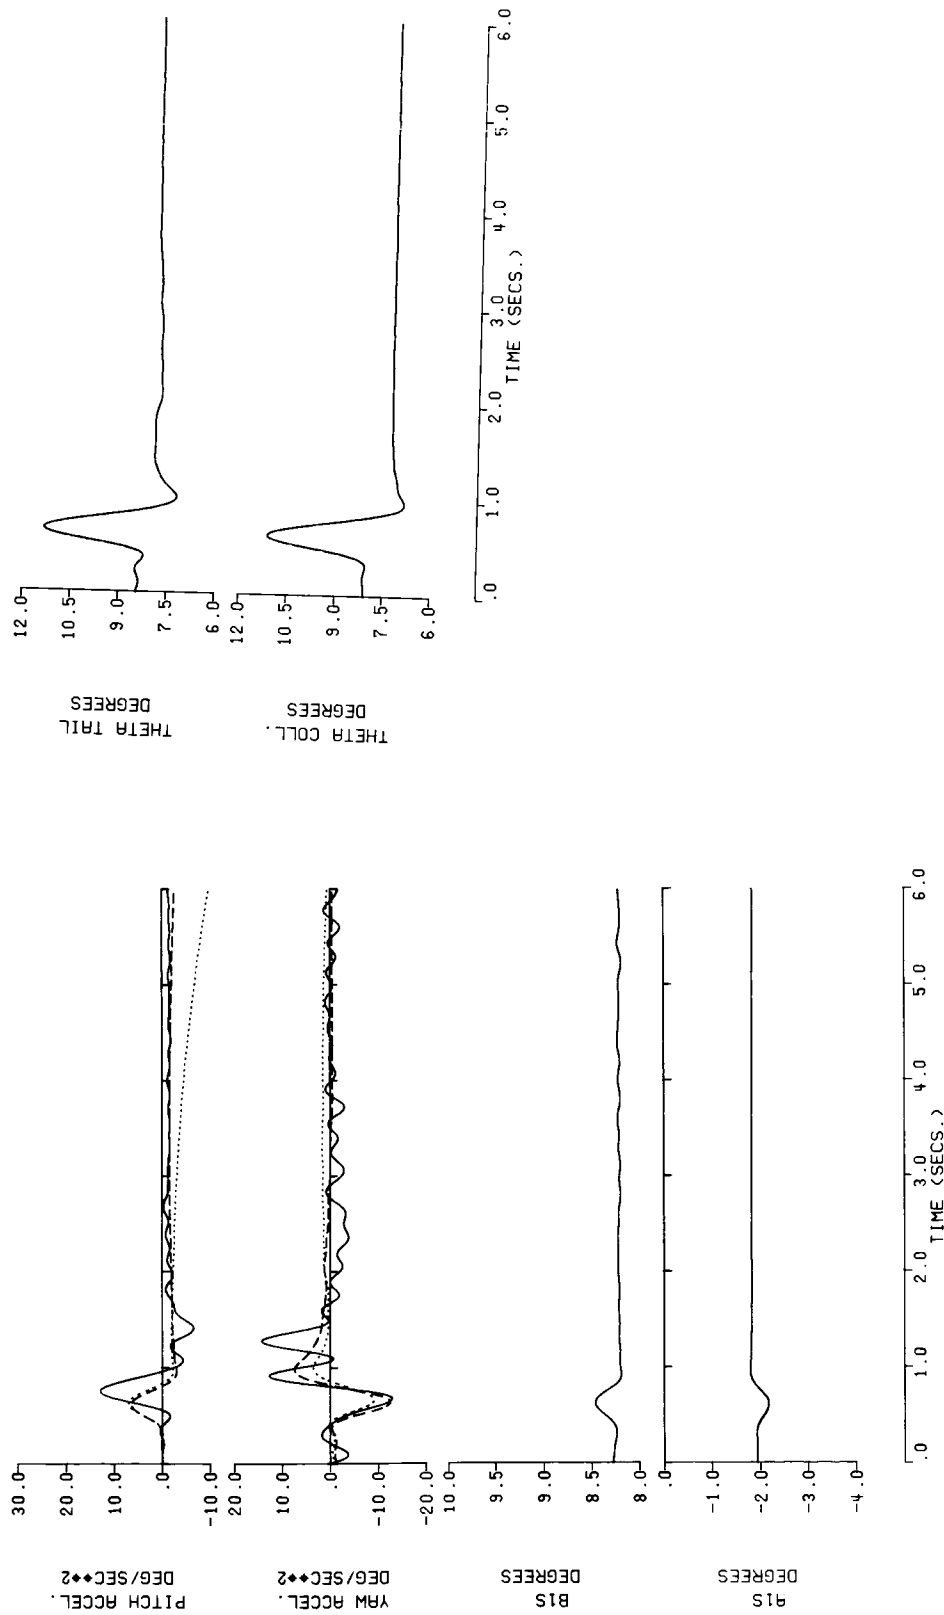 12.0
10.5
9.0
7.5
6.0
THETA TAIL
DEGREES
12.0
10.5
9.0
7.5
6.0
THETA COLL.
DEGREES
.0 1.0 2.0 3.0 4.0 5.0 6.0
TIME (SECS.)
30.0
20.0
10.0
.0
-10.0
PITCH ACCEL.
DEG/SEC**2
20.0
10.0
.0
-10.0
-20.0
YAW ACCEL.
DEG/SEC**2
10.0
9.5
9.0
8.5
8.0
B1S
DEGREES
.0
-1.0
-2.0
-3.0
-4.0
A1S
DEGREES
.0 1.0 2.0 3.0 4.0 5.0 6.0
TIME (SECS.)